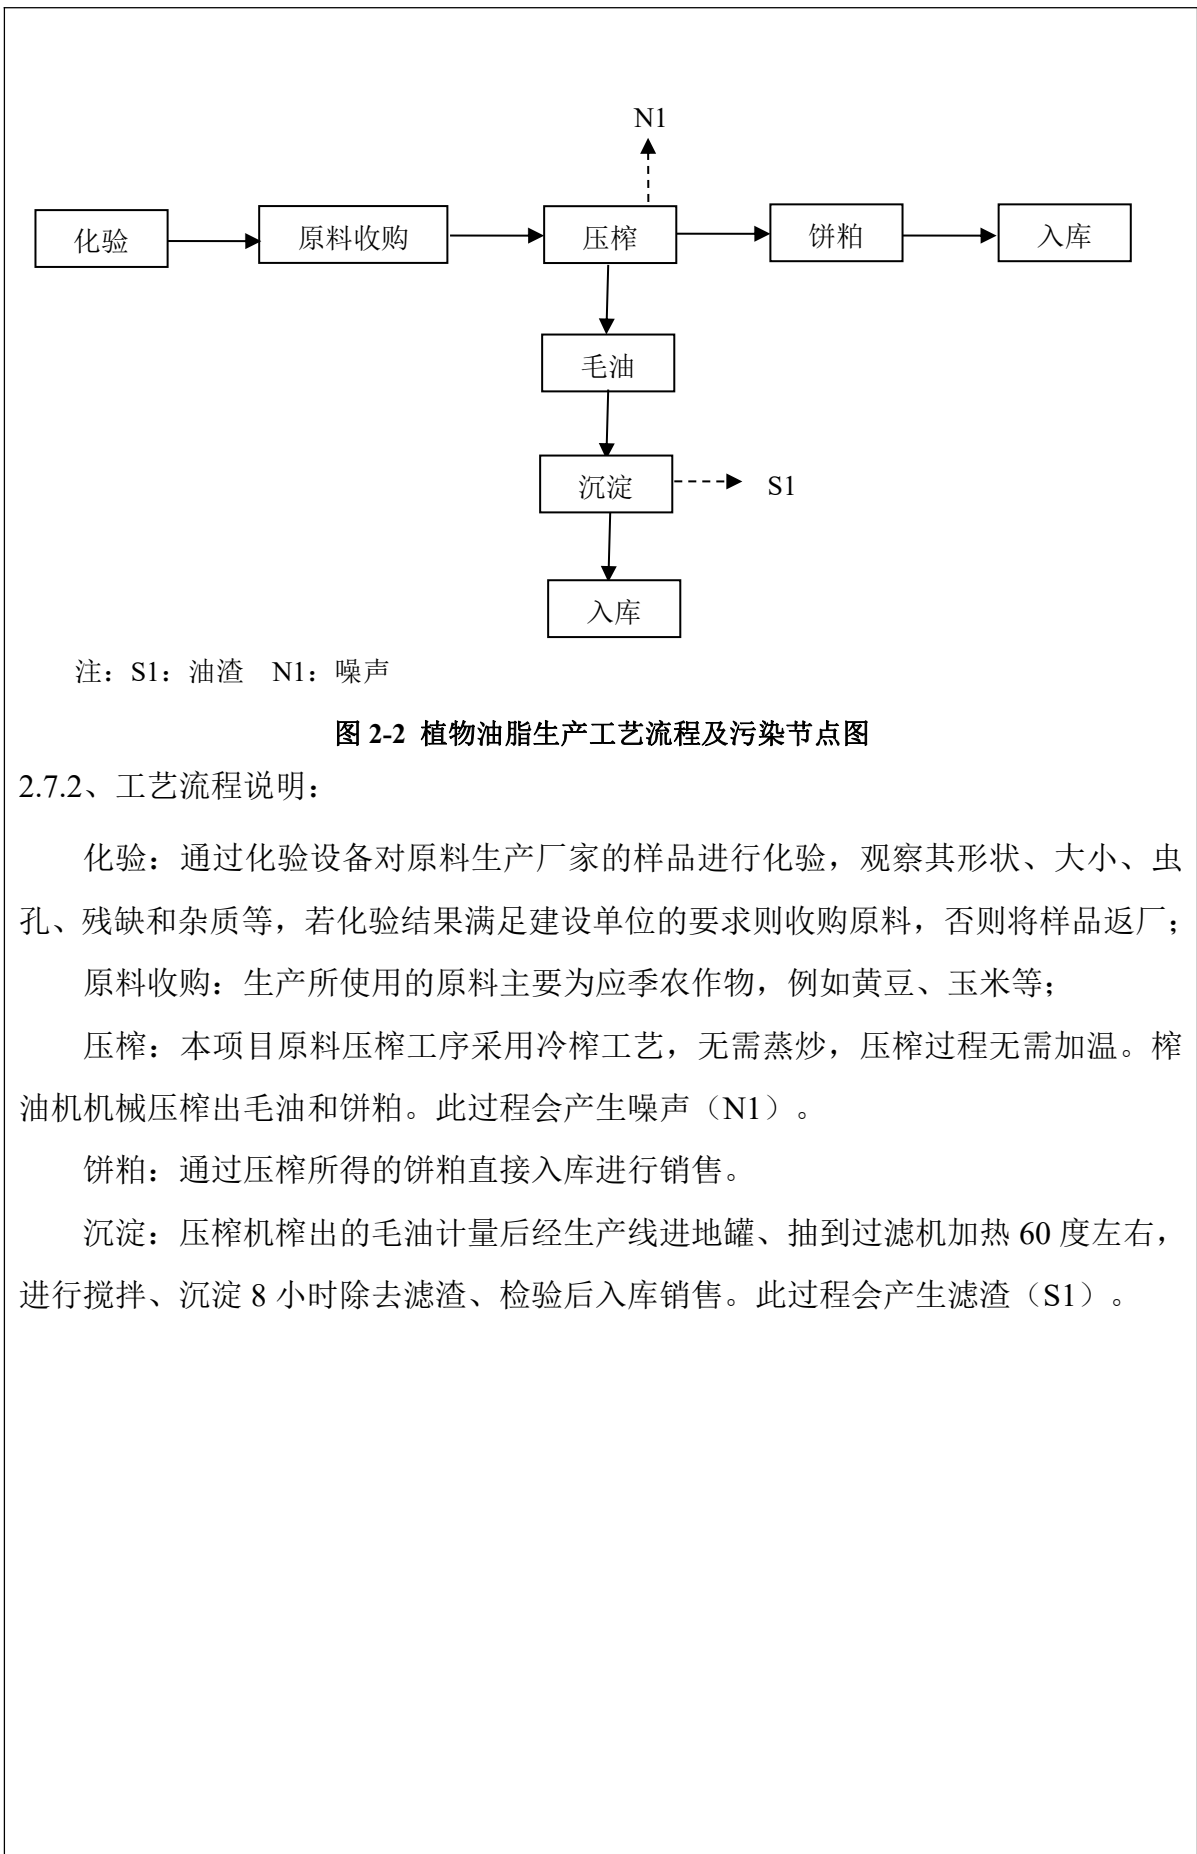 N1
化验
原料收购
压榨
饼粕
入库
毛油
沉淀
S1
入库
注：S1：油渣 N1：噪声
图 2-2 植物油脂生产工艺流程及污染节点图
2.7.2、工艺流程说明：
化验：通过化验设备对原料生产厂家的样品进行化验，观察其形状、大小、虫
孔、残缺和杂质等，若化验结果满足建设单位的要求则收购原料，否则将样品返厂；
原料收购：生产所使用的原料主要为应季农作物，例如黄豆、玉米等；
压榨：本项目原料压榨工序采用冷榨工艺，无需蒸炒，压榨过程无需加温。榨
油机机械压榨出毛油和饼粕。此过程会产生噪声（N1）。
饼粕：通过压榨所得的饼粕直接入库进行销售。
沉淀：压榨机榨出的毛油计量后经生产线进地罐、抽到过滤机加热 60 度左右，
进行搅拌、沉淀 8 小时除去滤渣、检验后入库销售。此过程会产生滤渣（S1）。